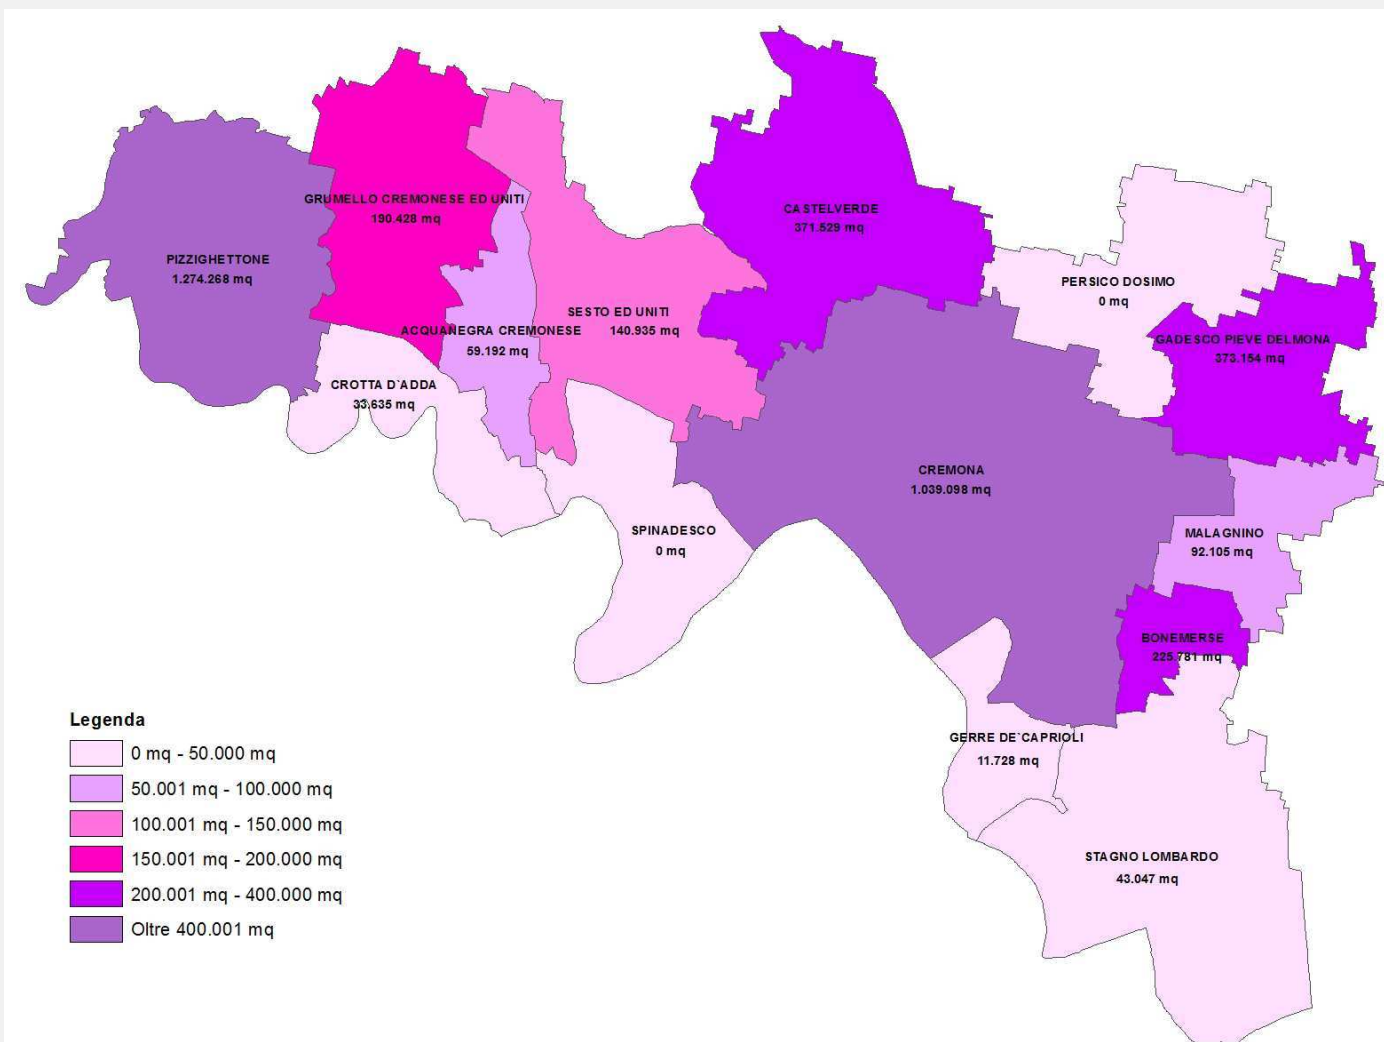 GRUMELLO CREMONESE ED UNITI
190.428 mq
CASTELVERDE
371.529 mq
PIZZIGHETTONE
1.274.268 mq
PERSICO DOSIMO
0 mq
SESTO ED UNITI
140.935 mq
ACQUANEGRA CREMONESE
59.192 mq
GADESCO PIEVE DELMONA
373.154 mq
CROTTA D`ADDA
33.635 mq
CREMONA
1.039.098 mq
SPINADESCO
0 mq
MALAGNINO
92.105 mq
BONEMERSE
225.781 mq
GERRE DE`CAPRIOLI
11.728 mq
STAGNO LOMBARDO
43.047 mq
Legenda
0 mq - 50.000 mq
50.001 mq - 100.000 mq
100.001 mq - 150.000 mq
150.001 mq - 200.000 mq
200.001 mq - 400.000 mq
Oltre 400.001 mq